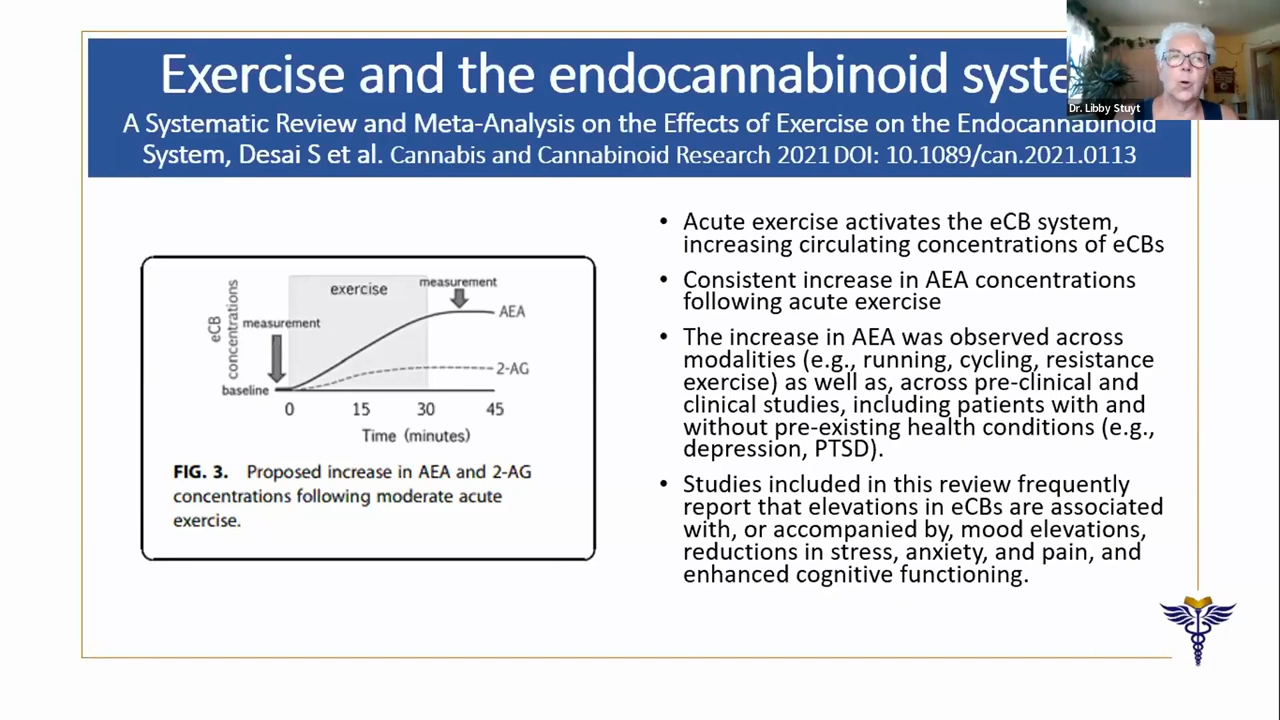 Exercise and the endocannabinoid syste
A Systematic Review and Meta-Analysis on the Effects of Exercise on the Endocannabinoid
System, Desai S et al. Cannabis and Cannabinoid Research 2021 DOI: 10.1089/can.2021.0113
Dr. Libby Stuyt
eCB
concentrations
measurement
exercise
measurement
AEA
2-AG
baseline
0 15 30 45
Time (minutes)
FIG. 3. Proposed increase in AEA and 2-AG
concentrations following moderate acute
exercise.
• Acute exercise activates the eCB system,
increasing circulating concentrations of eCBs
• Consistent increase in AEA concentrations
following acute exercise
• The increase in AEA was observed across
modalities (e.g., running, cycling, resistance
exercise) as well as, across pre-clinical and
clinical studies, including patients with and
without pre-existing health conditions (e.g.,
depression, PTSD).
• Studies included in this review frequently
report that elevations in eCBs are associated
with, or accompanied by, mood elevations,
reductions in stress, anxiety, and pain, and
enhanced cognitive functioning.